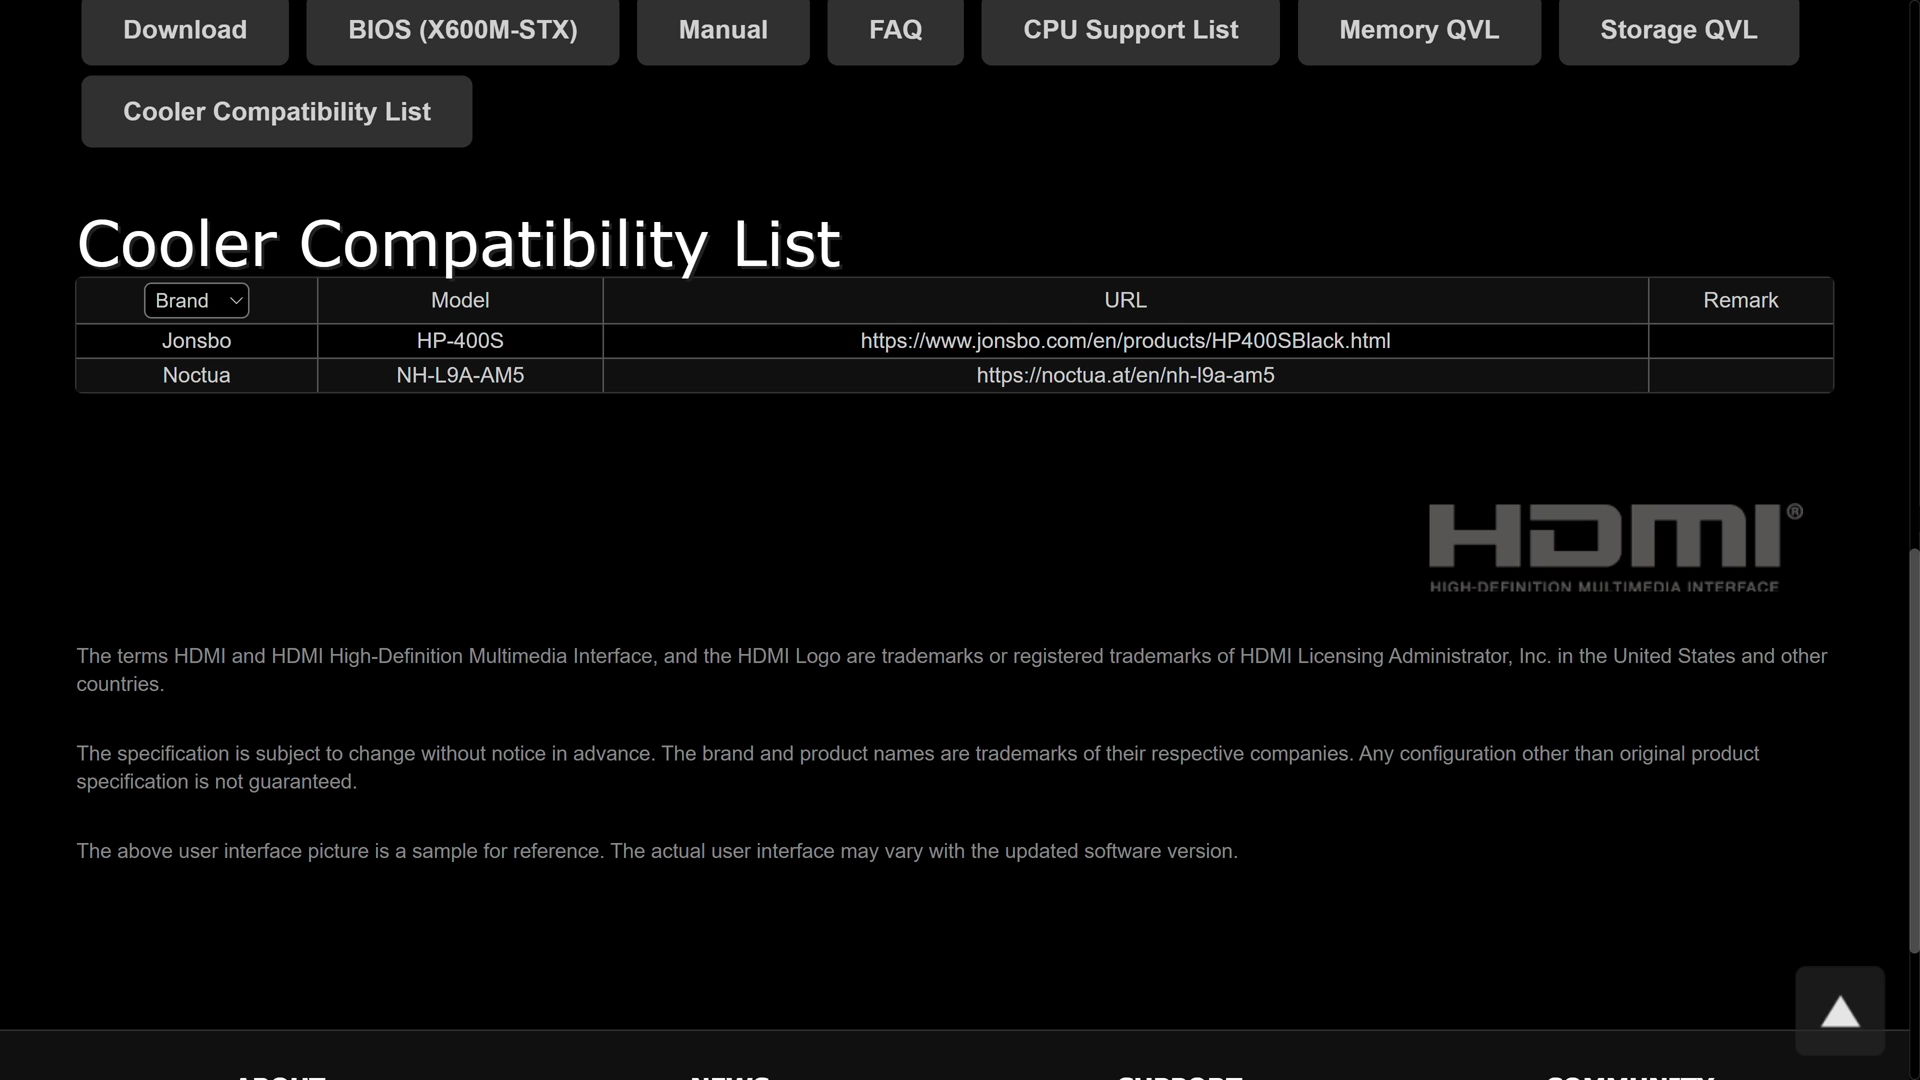 Download BIOS (X600M-STX) Manual FAQ CPU Support List Memory QVL Storage QVL
Cooler Compatibility List
Cooler Compatibility List
Brand Model URL Remark
Jonsbo HP-400S https://www.jonsbo.com/en/products/HP400SBlack.html
Noctua NH-L9A-AM5 https://noctua.at/en/nh-l9a-am5
HDMI®
HIGH-DEFINITION MULTIMEDIA INTERFACE
The terms HDMI and HDMI High-Definition Multimedia Interface, and the HDMI Logo are trademarks or registered trademarks of HDMI Licensing Administrator, Inc. in the United States and other
countries.
The specification is subject to change without notice in advance. The brand and product names are trademarks of their respective companies. Any configuration other than original product
specification is not guaranteed.
The above user interface picture is a sample for reference. The actual user interface may vary with the updated software version.
ABOUT NEWS SUPPORT COMMUNITY